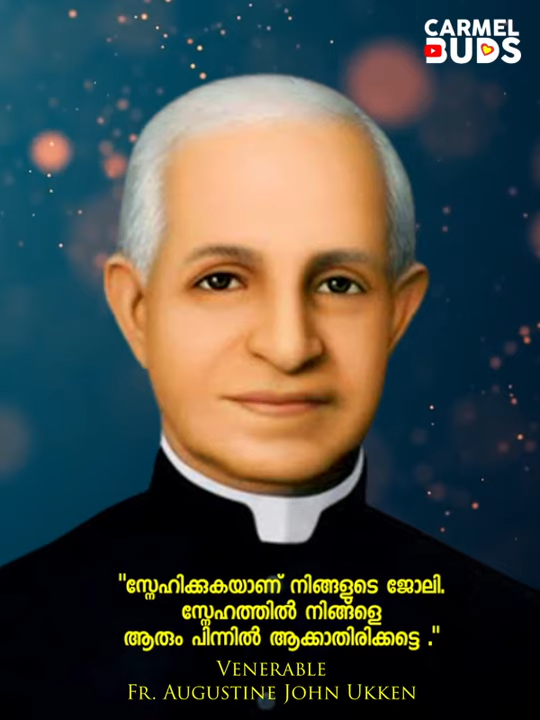 CARMEL
BUDS
"സ്നേഹിക്കുകയാണ് നിങ്ങളുടെ ജോലി.
സ്നേഹത്തിൽ നിങ്ങളെ
ആരും പിന്നിൽ ആക്കാതിരിക്കട്ടെ ."
VENERABLE
FR. AUGUSTINE JOHN UKKEN